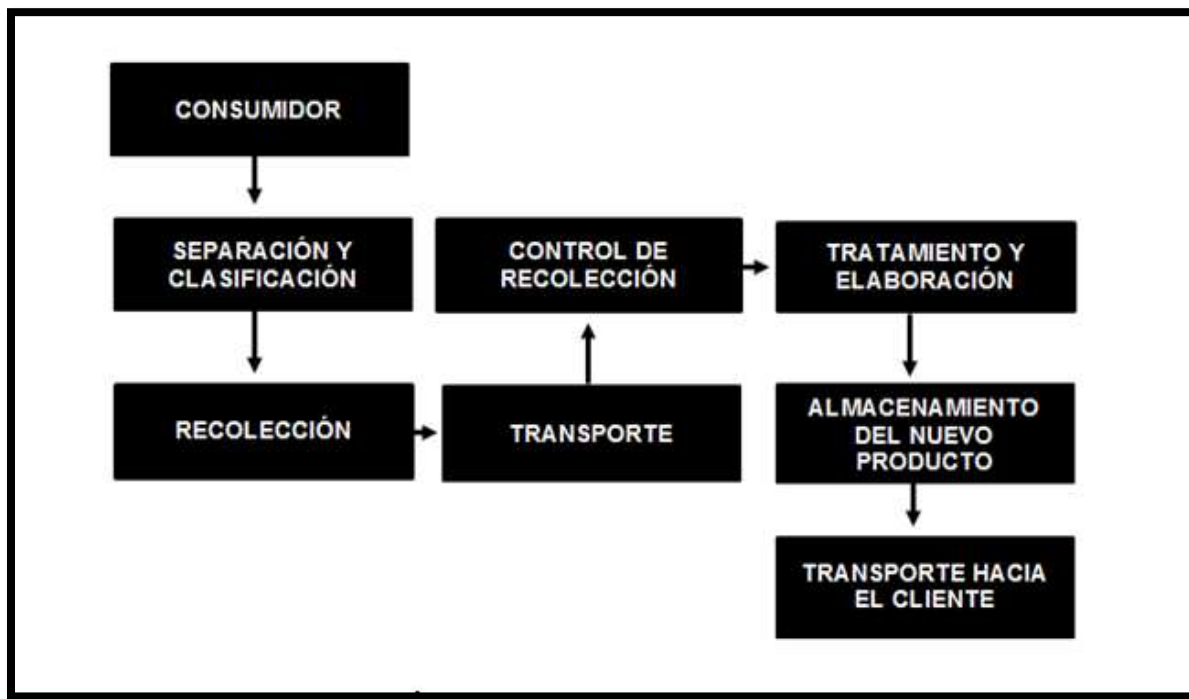 CONSUMIDOR
SEPARACIÓN Y
CLASIFICACIÓN
RECOLECCIÓN
TRANSPORTE
CONTROL DE
RECOLECCIÓN
TRATAMIENTO Y
ELABORACIÓN
ALMACENAMIENTO
DEL NUEVO
PRODUCTO
TRANSPORTE HACIA
EL CLIENTE